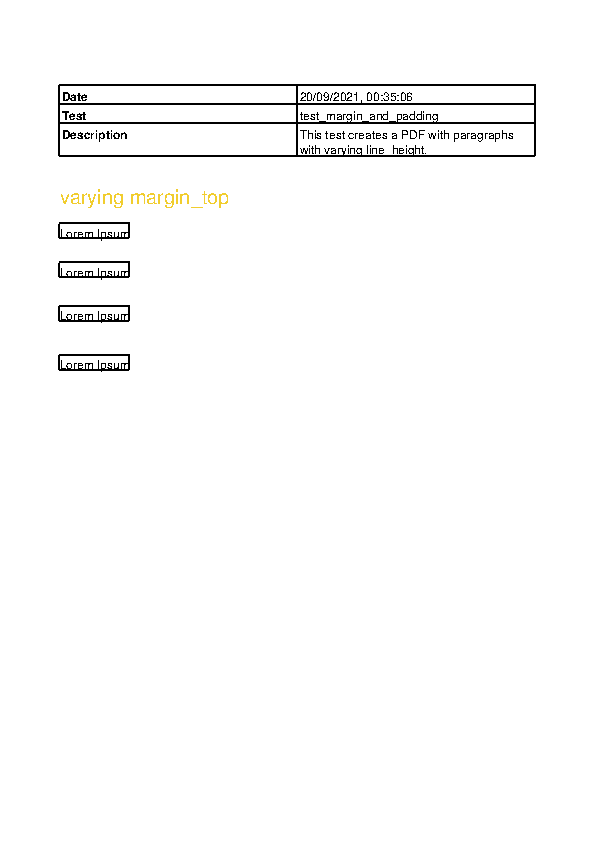 Date 20/09/2021, 00:35:06
Test test_margin_and_padding
Description This test creates a PDF with paragraphs
with varying line_height.
varying margin_top
Lorem Ipsum
Lorem Ipsum
Lorem Ipsum
Lorem Ipsum